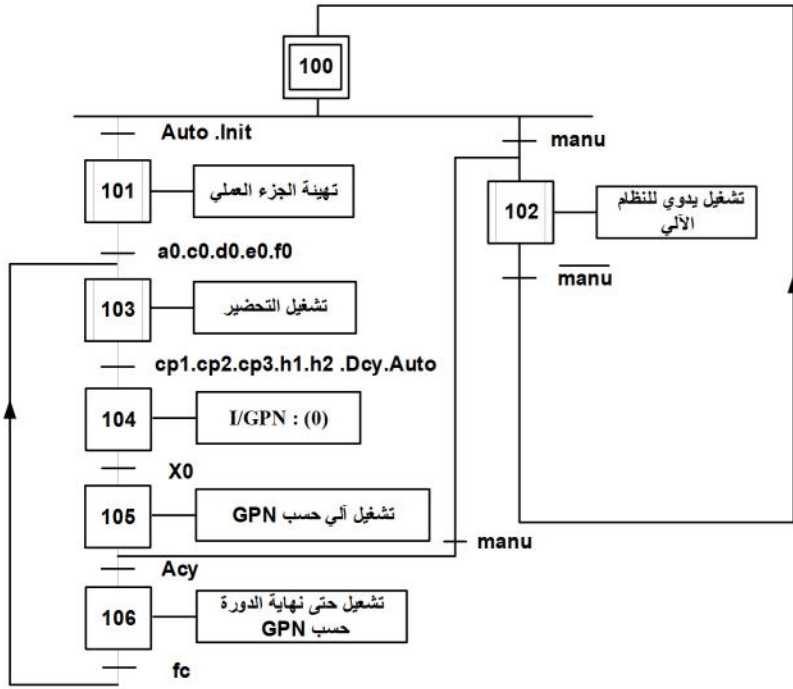 100
Auto .Init
manu
101
تهيئة الجزء العملي
102
تشغيل يدوي للنظام
الآلي
a0.c0.d0.e0.f0
manu
103
تشغيل التحضير
cp1.cp2.cp3.h1.h2 .Dcy.Auto
104
I/GPN : (0)
X0
105
تشغيل آلي حسب GPN
manu
Acy
106
تشعيل حتى نهاية الدورة
حسب GPN
fc